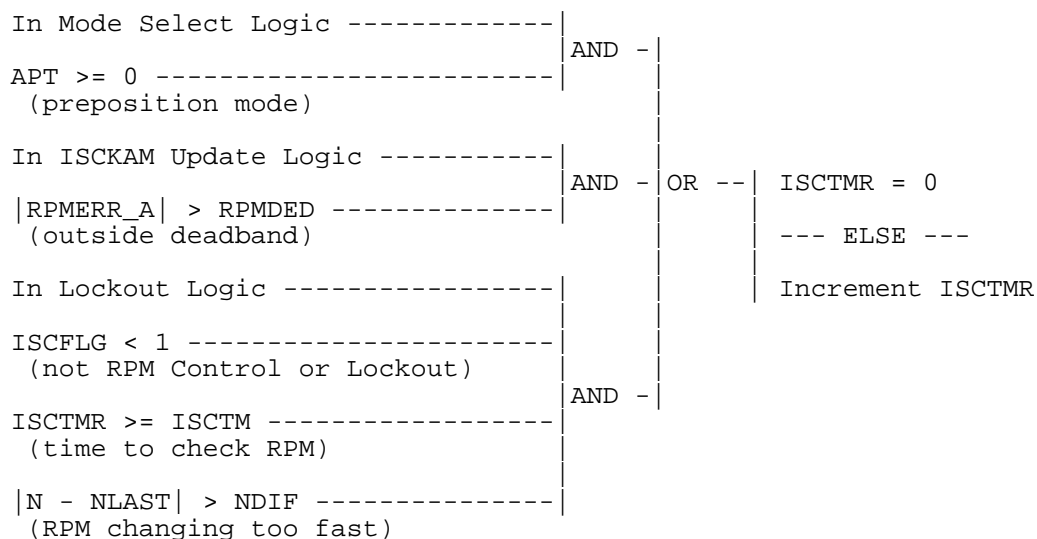 In Mode Select Logic -------------|
|AND -|
APT >= 0 -------------------------| |
(preposition mode) |
|
In ISCKAM Update Logic -----------| |
|AND -|OR --| ISCTMR = 0
|RPMERR_A| > RPMDED --------------| | |
(outside deadband) | | --- ELSE ---
| |
In Lockout Logic -----------------| | | Increment ISCTMR
| |
ISCFLG < 1 -----------------------| |
(not RPM Control or Lockout) | |
|AND -|
ISCTMR >= ISCTM ------------------|
(time to check RPM) |
|
|N - NLAST| > NDIF ---------------|
(RPM changing too fast)